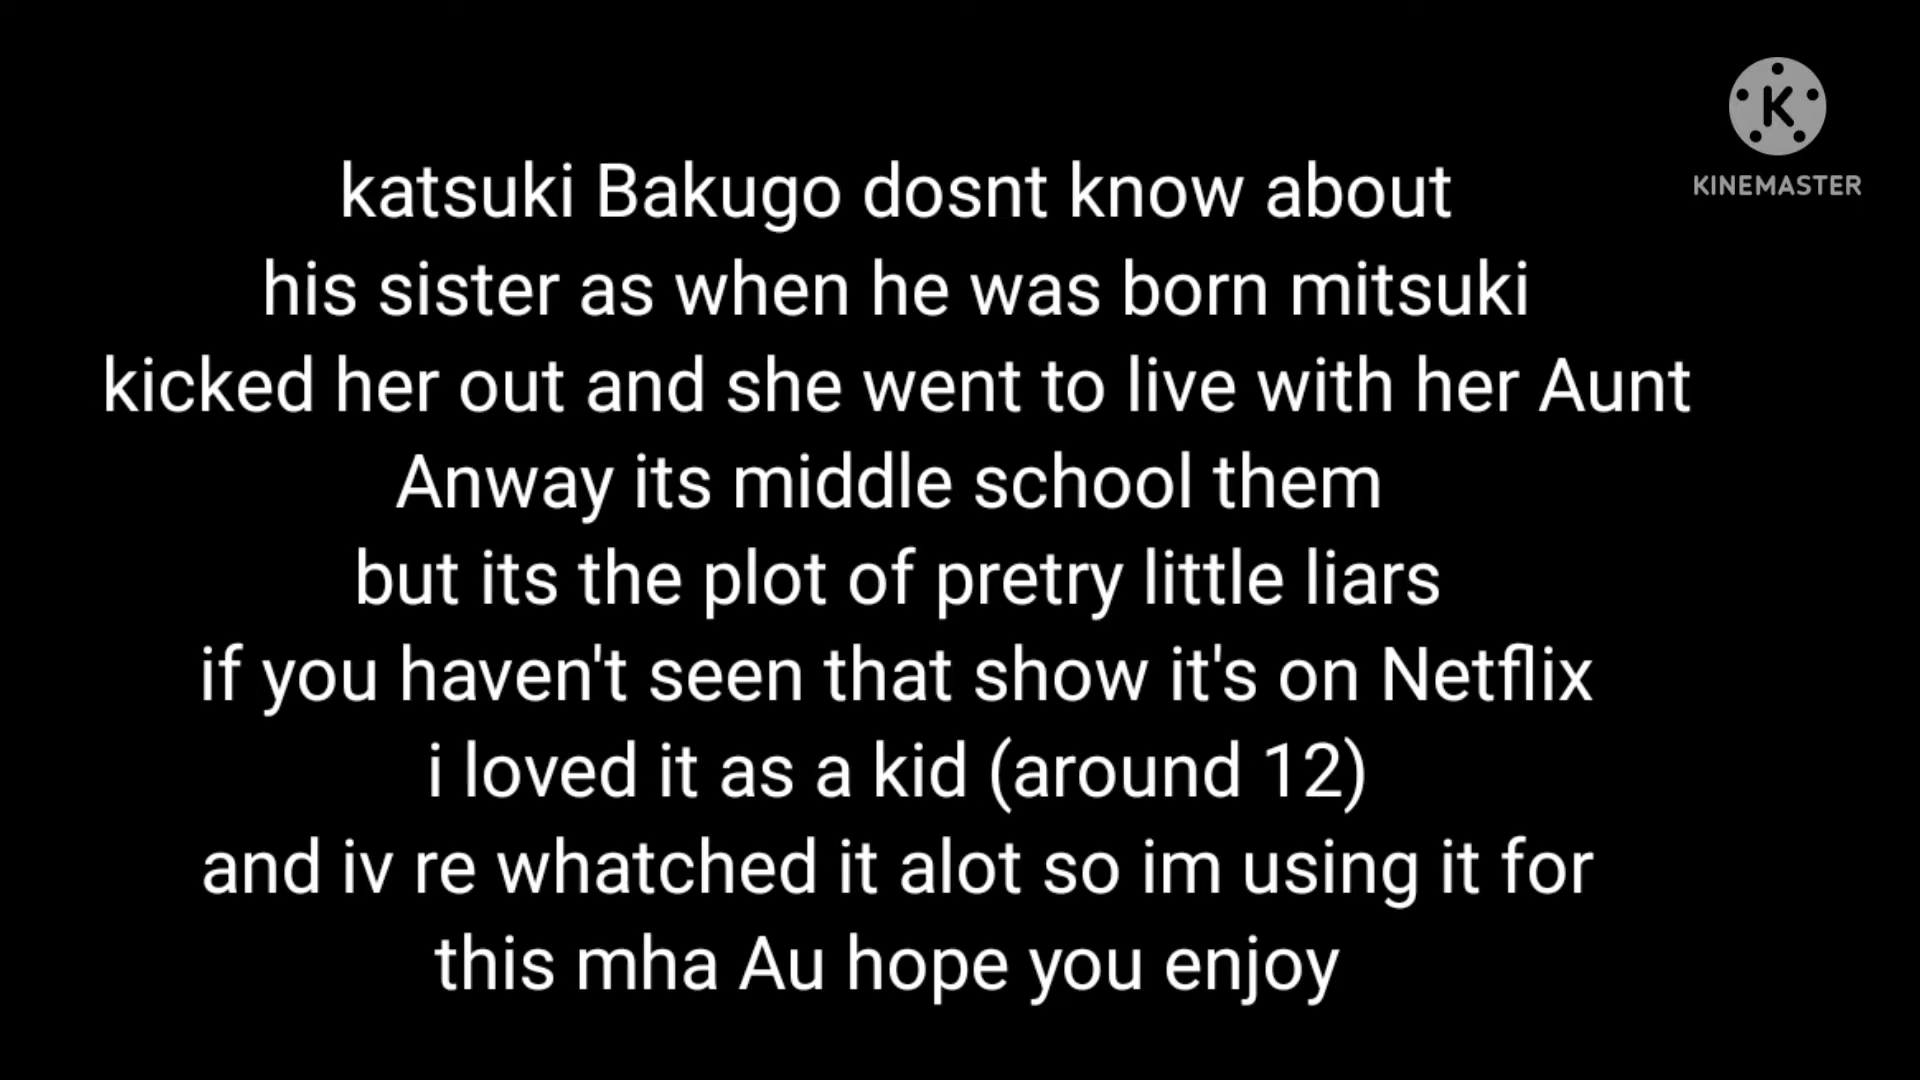 K
KINEMASTER
katsuki Bakugo dosnt know about
his sister as when he was born mitsuki
kicked her out and she went to live with her Aunt
Anway its middle school them
but its the plot of pretry little liars
if you haven't seen that show it's on Netflix
i loved it as a kid (around 12)
and iv re whatched it alot so im using it for
this mha Au hope you enjoy